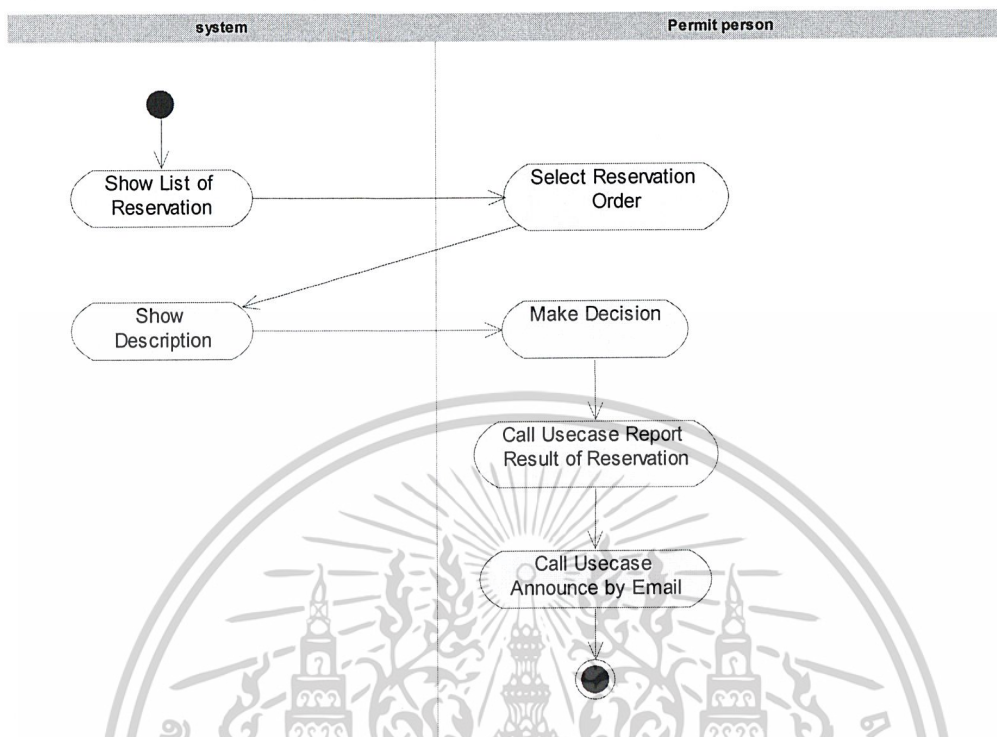 system
Permit person
Show List of
Reservation
Select Reservation
Order
Show
Description
Make Decision
Call Usecase Report
Result of Reservation
Call Usecase
Announce by Email